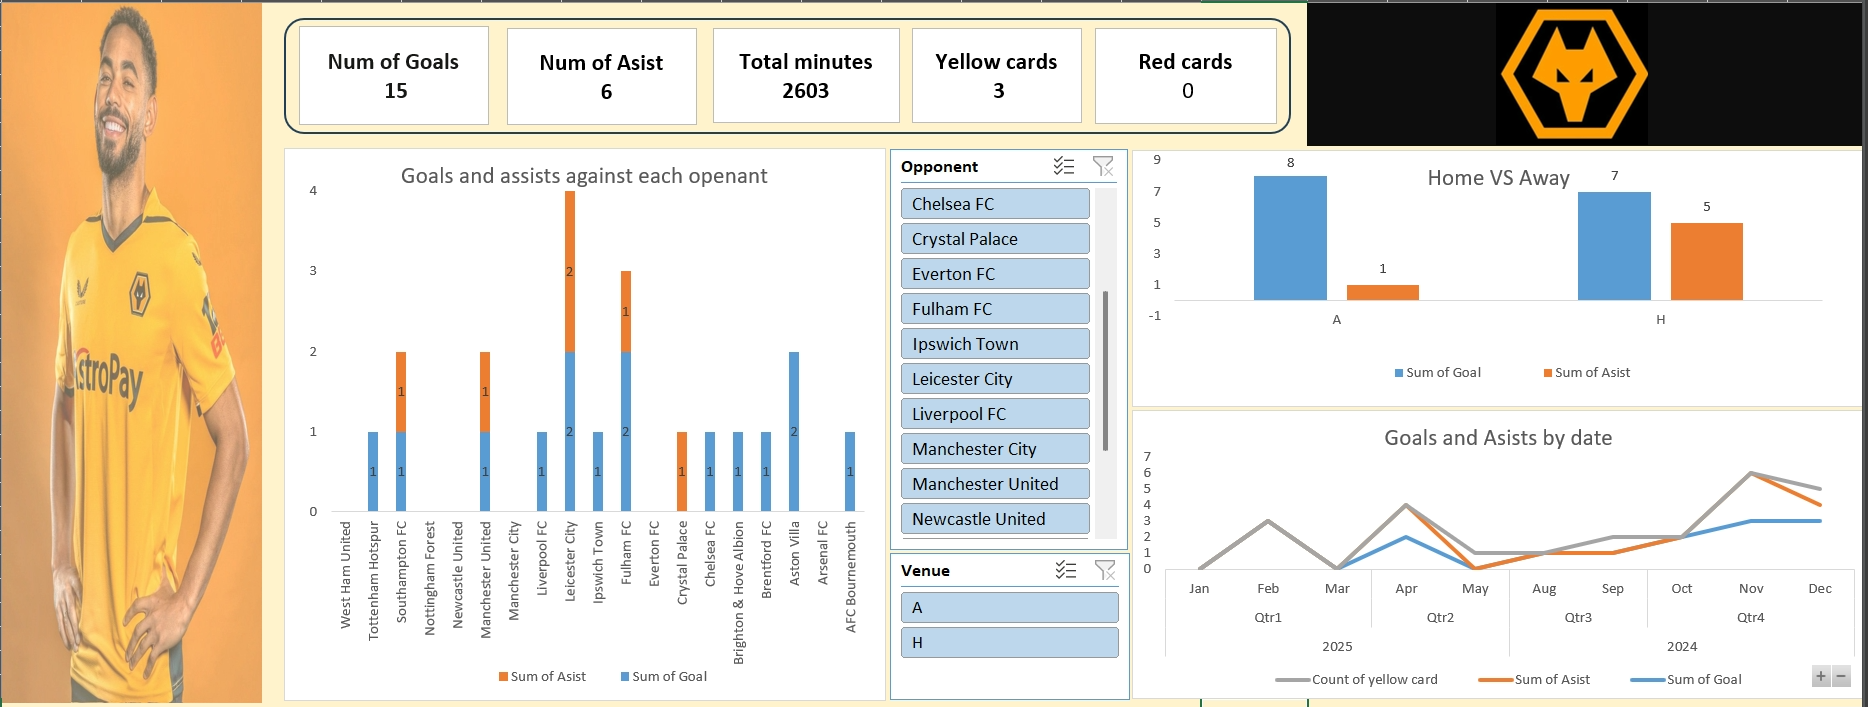 Num of Goals
15
Num of Asist
6
Total minutes
2603
Yellow cards
3
Red cards
0
stroPay
Goals and assists against each openant
4
3
2
1
0
1
1
1
1
1
1
2
2
1
1
2
1
1
1
1
2
1
West Ham United
Tottenham Hotspur
Southampton FC
Nottingham Forest
Newcastle United
Manchester United
Manchester City
Liverpool FC
Leicester City
Ipswich Town
Fulham FC
Everton FC
Crystal Palace
Chelsea FC
Brighton & Hove Albion
Brentford FC
Aston Villa
Arsenal FC
AFC Bournemouth
Sum of Asist
Sum of Goal
Opponent
Chelsea FC
Crystal Palace
Everton FC
Fulham FC
Ipswich Town
Leicester City
Liverpool FC
Manchester City
Manchester United
Newcastle United
Venue
A
H
Home VS Away
9
7
5
3
1
-1
8
1
7
5
A
H
Sum of Goal
Sum of Asist
Goals and Asists by date
7
6
5
4
3
2
1
0
Jan Feb Mar Apr May Aug Sep Oct Nov Dec
Qtr1 Qtr2 Qtr3 Qtr4
2025 2024
Count of yellow card
Sum of Asist
Sum of Goal